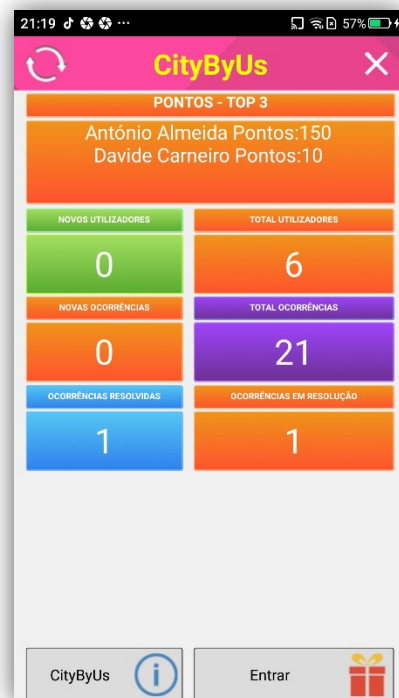 21:19 ... 57%
CityByUs
PONTOS - TOP 3
António Almeida Pontos:150
Davide Carneiro Pontos:10
NOVOS UTILIZADORES TOTAL UTILIZADORES
0 6
NOVAS OCORRÊNCIAS TOTAL OCORRÊNCIAS
0 21
OCORRÊNCIAS RESOLVIDAS OCORRÊNCIAS EM RESOLUÇÃO
1 1
CityByUs Entrar